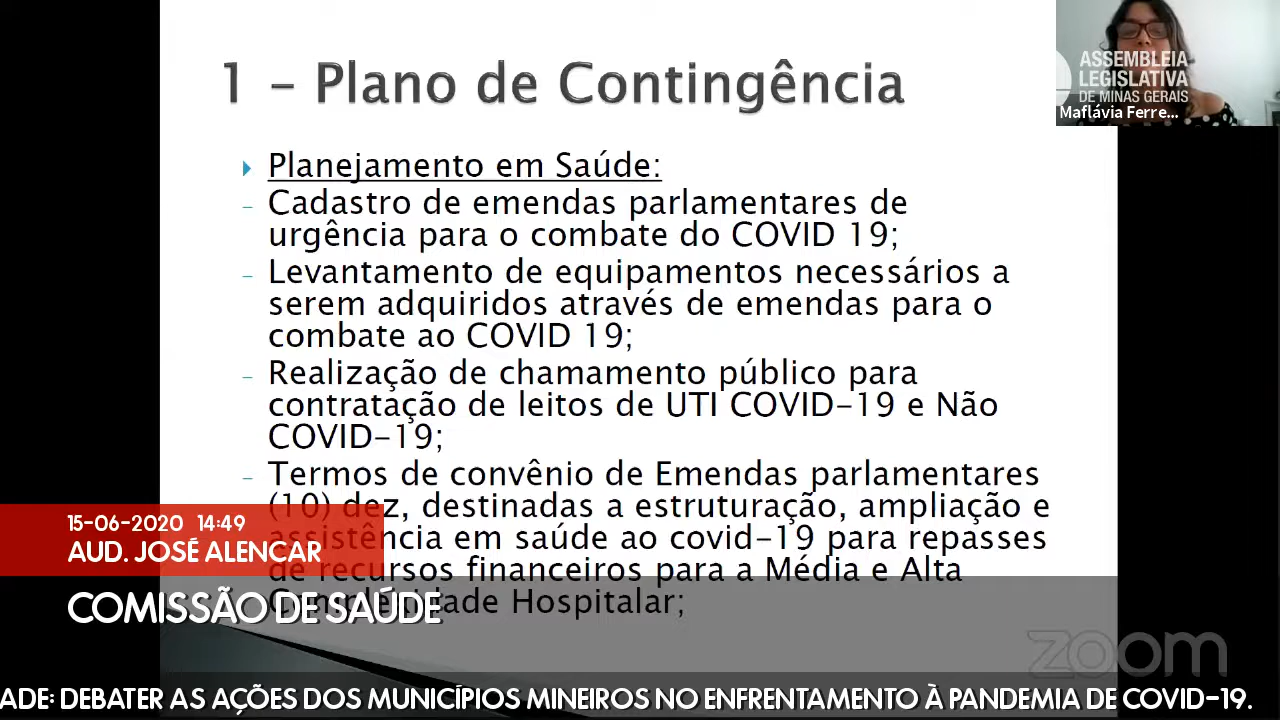 1 - Plano de Contingência
Planejamento em Saúde:
- Cadastro de emendas parlamentares de
urgência para o combate do COVID 19;
- Levantamento de equipamentos necessários a
serem adquiridos através de emendas para o
combate ao COVID 19;
- Realização de chamamento público para
contratação de leitos de UTI COVID-19 e Não
COVID-19;
- Termos de convênio de Emendas parlamentares
(10) dez, destinadas a estruturação, ampliação e
assistência em saúde ao covid-19 para repasses
de recursos financeiros para a Média e Alta
Hospitalar;
ASSEMBLEIA
LEGISLATIVA
DE MINAS GERAIS
Maflávia Ferre...
15-06-2020 14:49
AUD. JOSÉ ALENCAR
COMISSÃO DE SAÚDE
zoom
ADE: DEBATER AS AÇÕES DOS MUNICÍPIOS MINEIROS NO ENFRENTAMENTO À PANDEMIA DE COVID-19.